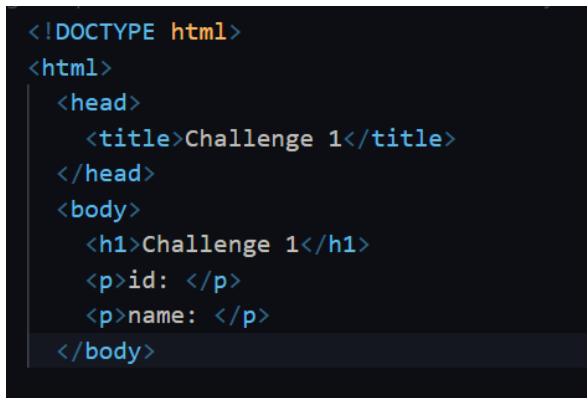 <!DOCTYPE html>
<html>
<head>
<title>Challenge 1</title>
</head>
<body>
<h1>Challenge 1</h1>
<p>id: </p>
<p>name: </p>
</body>